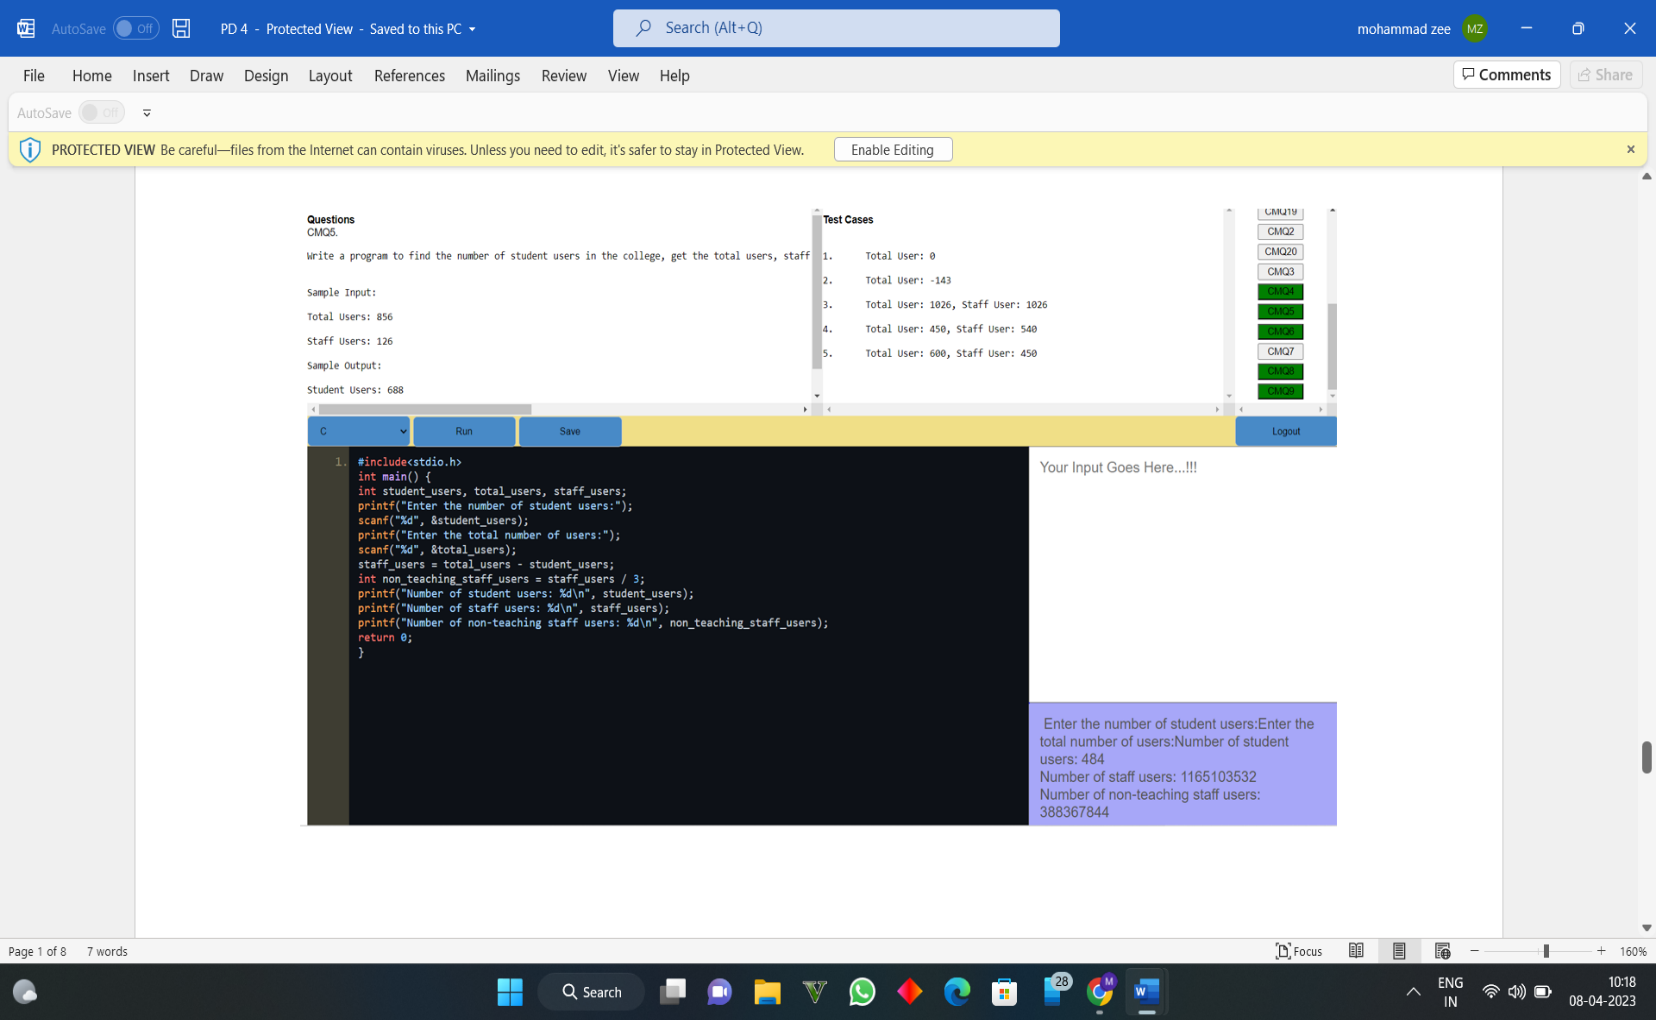 AutoSave Off PD 4 - Protected View - Saved to this PC Search (Alt+Q) mohammad zee MZ
File Home Insert Draw Design Layout References Mailings Review View Help Comments Share
AutoSave Off
PROTECTED VIEW Be careful—files from the Internet can contain viruses. Unless you need to edit, it's safer to stay in Protected View. Enable Editing
Questions
CMQ5.
Write a program to find the number of student users in the college, get the total users, staff
Sample Input:
Total Users: 856
Staff Users: 126
Sample Output:
Student Users: 688
Test Cases
1. Total User: 0
2. Total User: -143
3. Total User: 1026, Staff User: 1026
4. Total User: 450, Staff User: 540
5. Total User: 600, Staff User: 450
CMQ19
CMQ2
CMQ20
CMQ3
CMQ4
CMQ5
CMQ6
CMQ7
CMQ8
CMQ9
C Run Save Logout
1. #include<stdio.h>
int main() {
int student_users, total_users, staff_users;
printf("Enter the number of student users:");
scanf("%d", &student_users);
printf("Enter the total number of users:");
scanf("%d", &total_users);
staff_users = total_users - student_users;
int non_teaching_staff_users = staff_users / 3;
printf("Number of student users: %d\n", student_users);
printf("Number of staff users: %d\n", staff_users);
printf("Number of non-teaching staff users: %d\n", non_teaching_staff_users);
return 0;
}
Your Input Goes Here...!!!
Enter the number of student users:Enter the
total number of users:Number of student
users: 484
Number of staff users: 1165103532
Number of non-teaching staff users:
388367844
Page 1 of 8 7 words Focus 160%
Search 28 M ENG
IN
10:18
08-04-2023